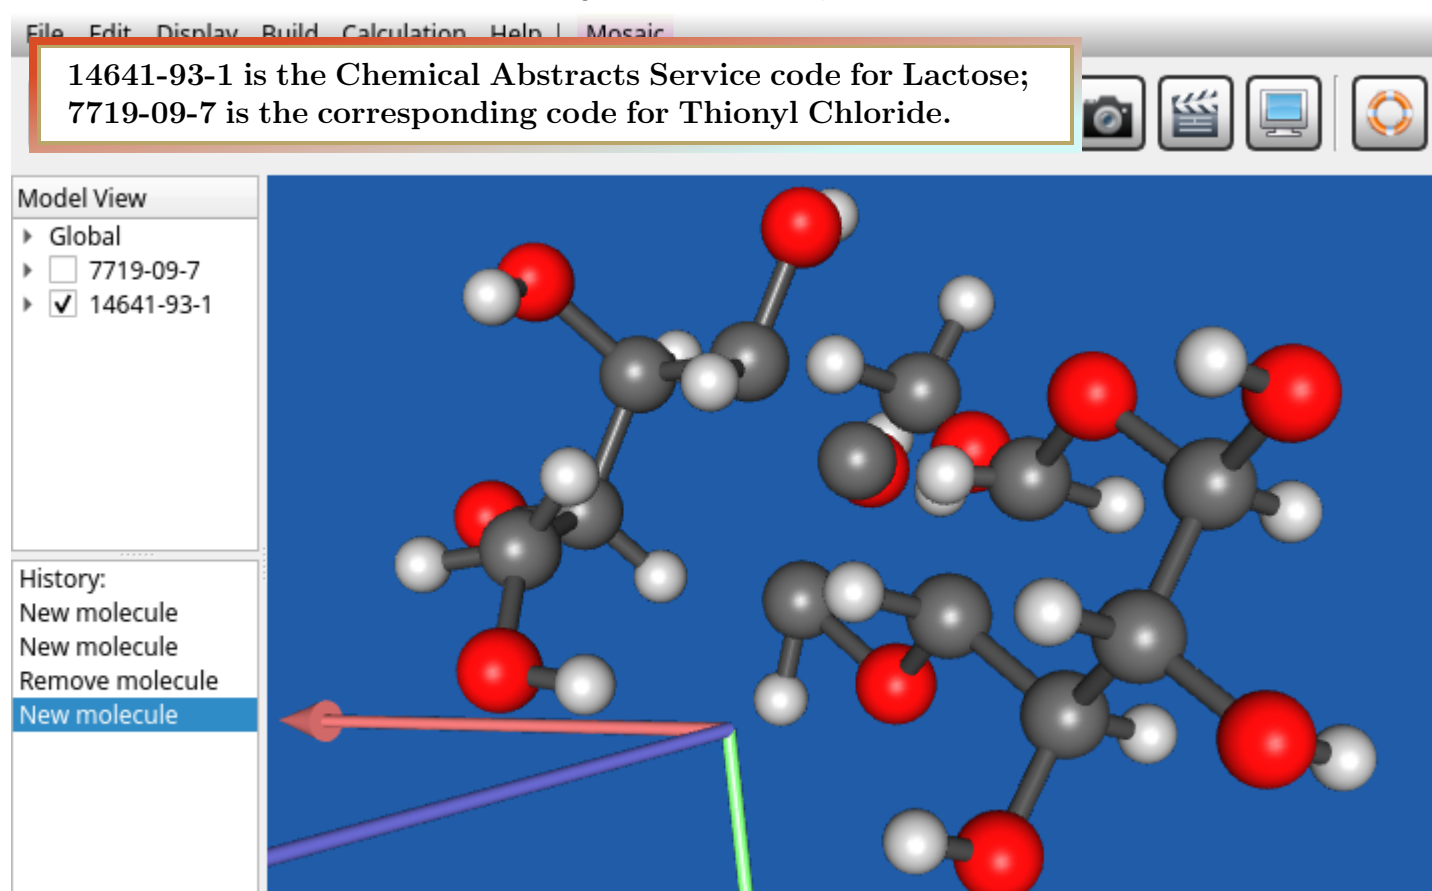 File Edit Display Build Calculation Help | Mosaic
14641-93-1 is the Chemical Abstracts Service code for Lactose;
7719-09-7 is the corresponding code for Thionyl Chloride.
Model View
Global
7719-09-7
14641-93-1
History:
New molecule
New molecule
Remove molecule
New molecule